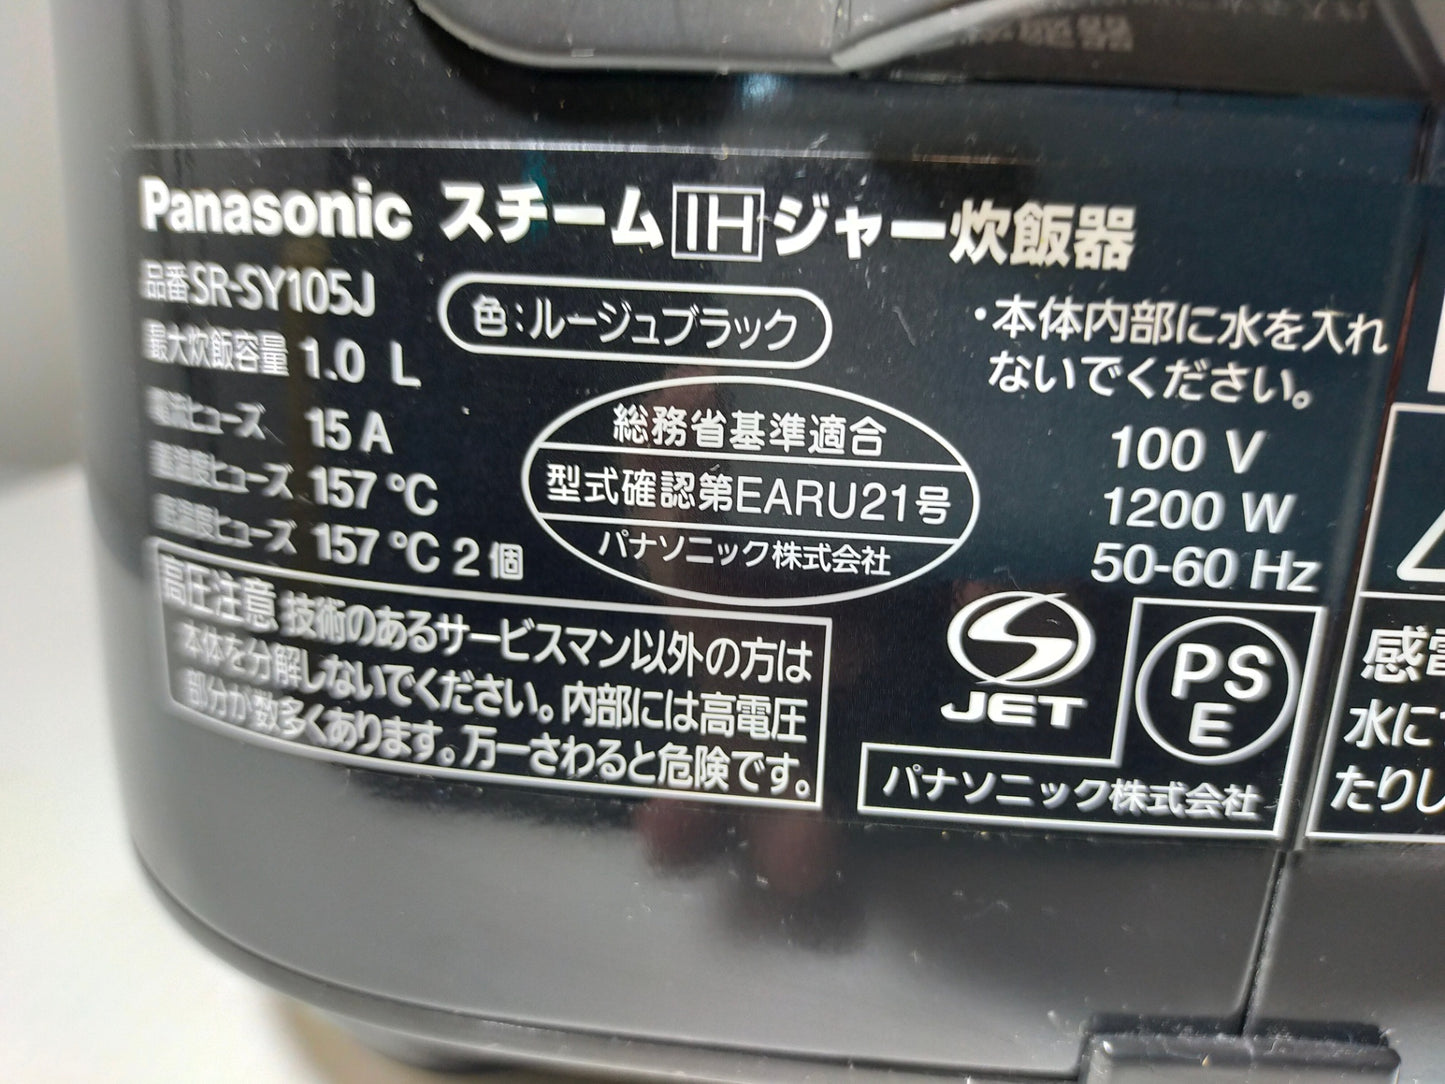 Panasonic スチームIHジャー炊飯器
品番 SR-SY105J
色：ルージュブラック
最大炊飯容量 1.0 L
電流ヒューズ 15 A
温度ヒューズ 157 ℃
温度ヒューズ 157 ℃ 2 個
総務省基準適合
型式確認第EARU21号
パナソニック株式会社
・本体内部に水を入れ
ないでください。
100 V
1200 W
50-60 Hz
高圧注意 技術のあるサービスマン以外の方は
本体を分解しないでください。内部には高電圧
部分が数多くあります。万一さわると危険です。
JET
PS
E
パナソニック株式会社
感電
水に
たりし